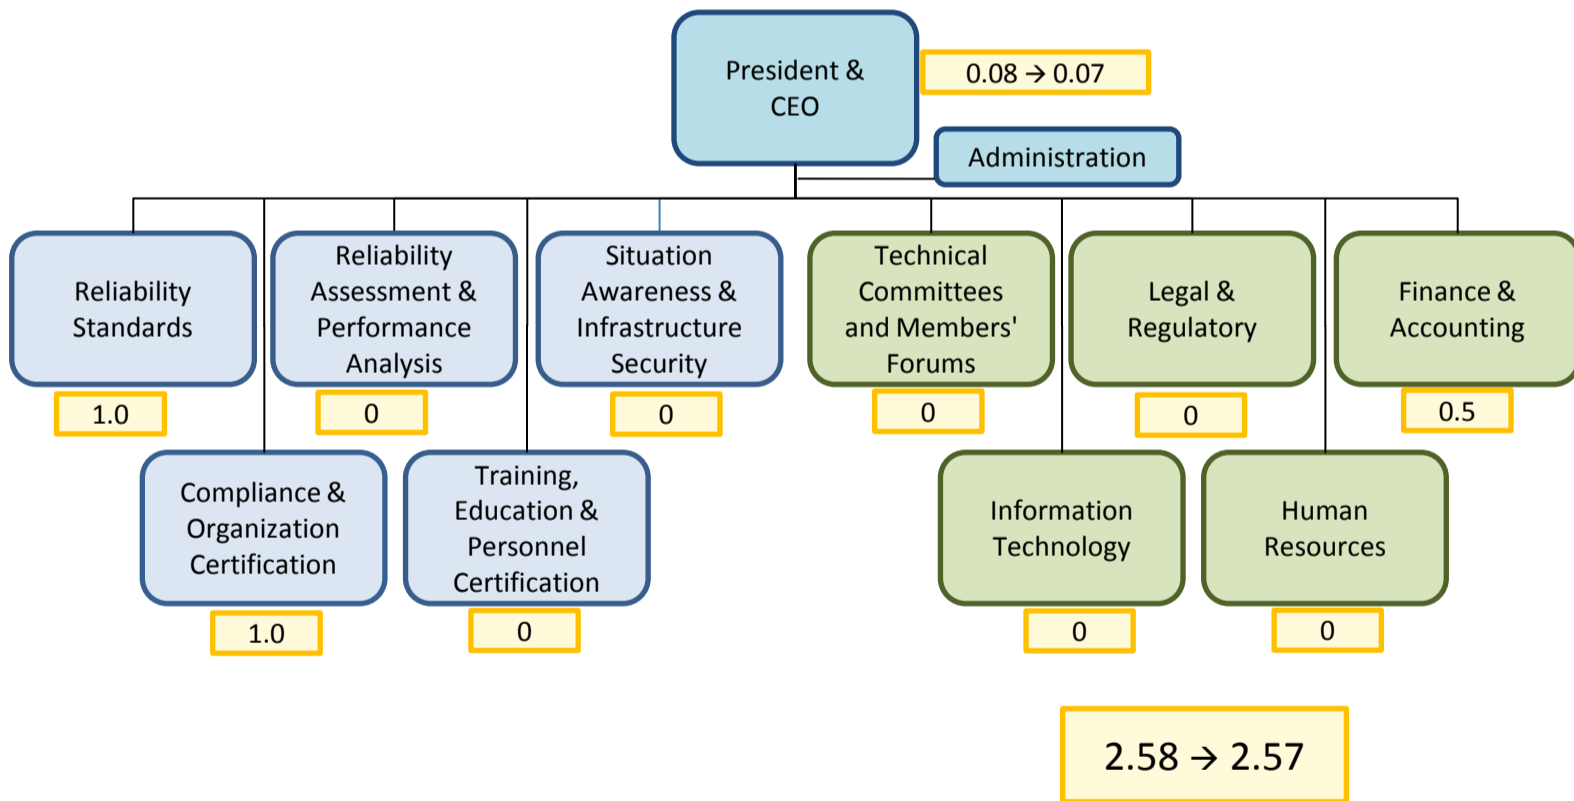 President &
CEO
0.08 → 0.07
Administration
Reliability
Standards
1.0
Reliability
Assessment &
Performance
Analysis
0
Situation
Awareness &
Infrastructure
Security
0
Technical
Committees
and Members'
Forums
0
Legal &
Regulatory
0
Finance &
Accounting
0.5
Compliance &
Organization
Certification
1.0
Training,
Education &
Personnel
Certification
0
Information
Technology
0
Human
Resources
0
2.58 → 2.57